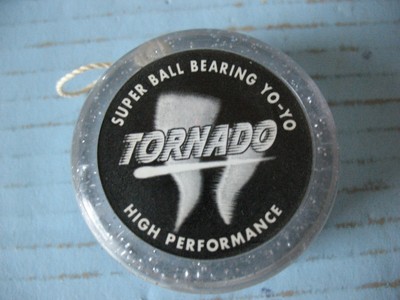 SUPER BALL BEARING YO-YO
TORNADO
HIGH PERFORMANCE